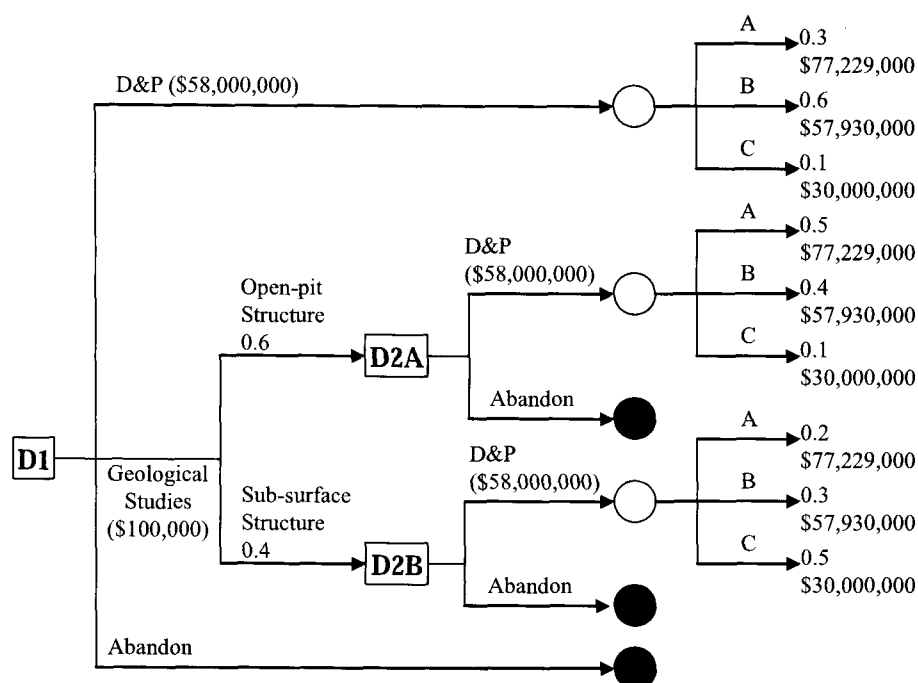 A
0.3
$77,229,000
D&P ($58,000,000)
B
0.6
$57,930,000
C
0.1
$30,000,000
A
0.5
$77,229,000
D&P
($58,000,000)
B
0.4
$57,930,000
C
0.1
$30,000,000
Open-pit
Structure
0.6
D2A
Abandon
A
0.2
$77,229,000
D1
Geological
Studies
($100,000)
D&P
($58,000,000)
B
0.3
$57,930,000
C
0.5
$30,000,000
Sub-surface
Structure
0.4
D2B
Abandon
Abandon